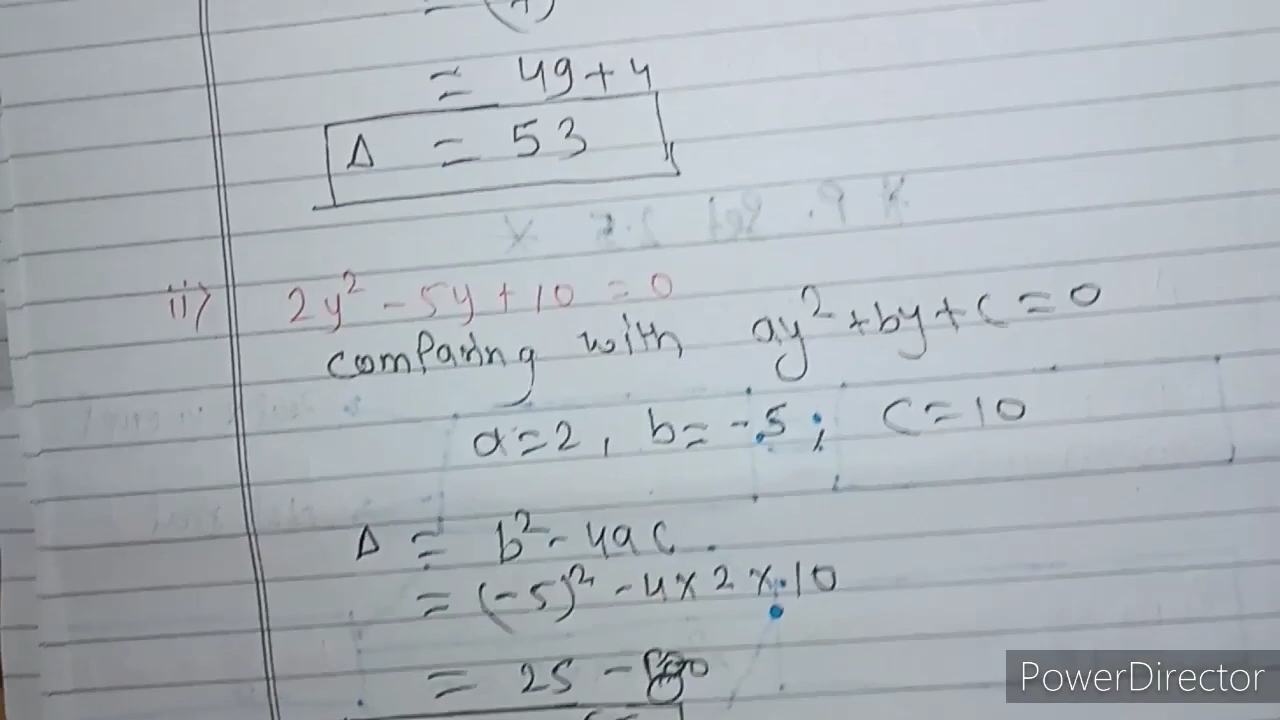 = 49+4
Δ = 53
ii) 2y² - 5y + 10 = 0
comparing with ay² + by + c = 0
a=2, b= -5; c=10
Δ = b² - 4ac.
= (-5)² - 4 x 2 x 10
= 25 -
PowerDirector